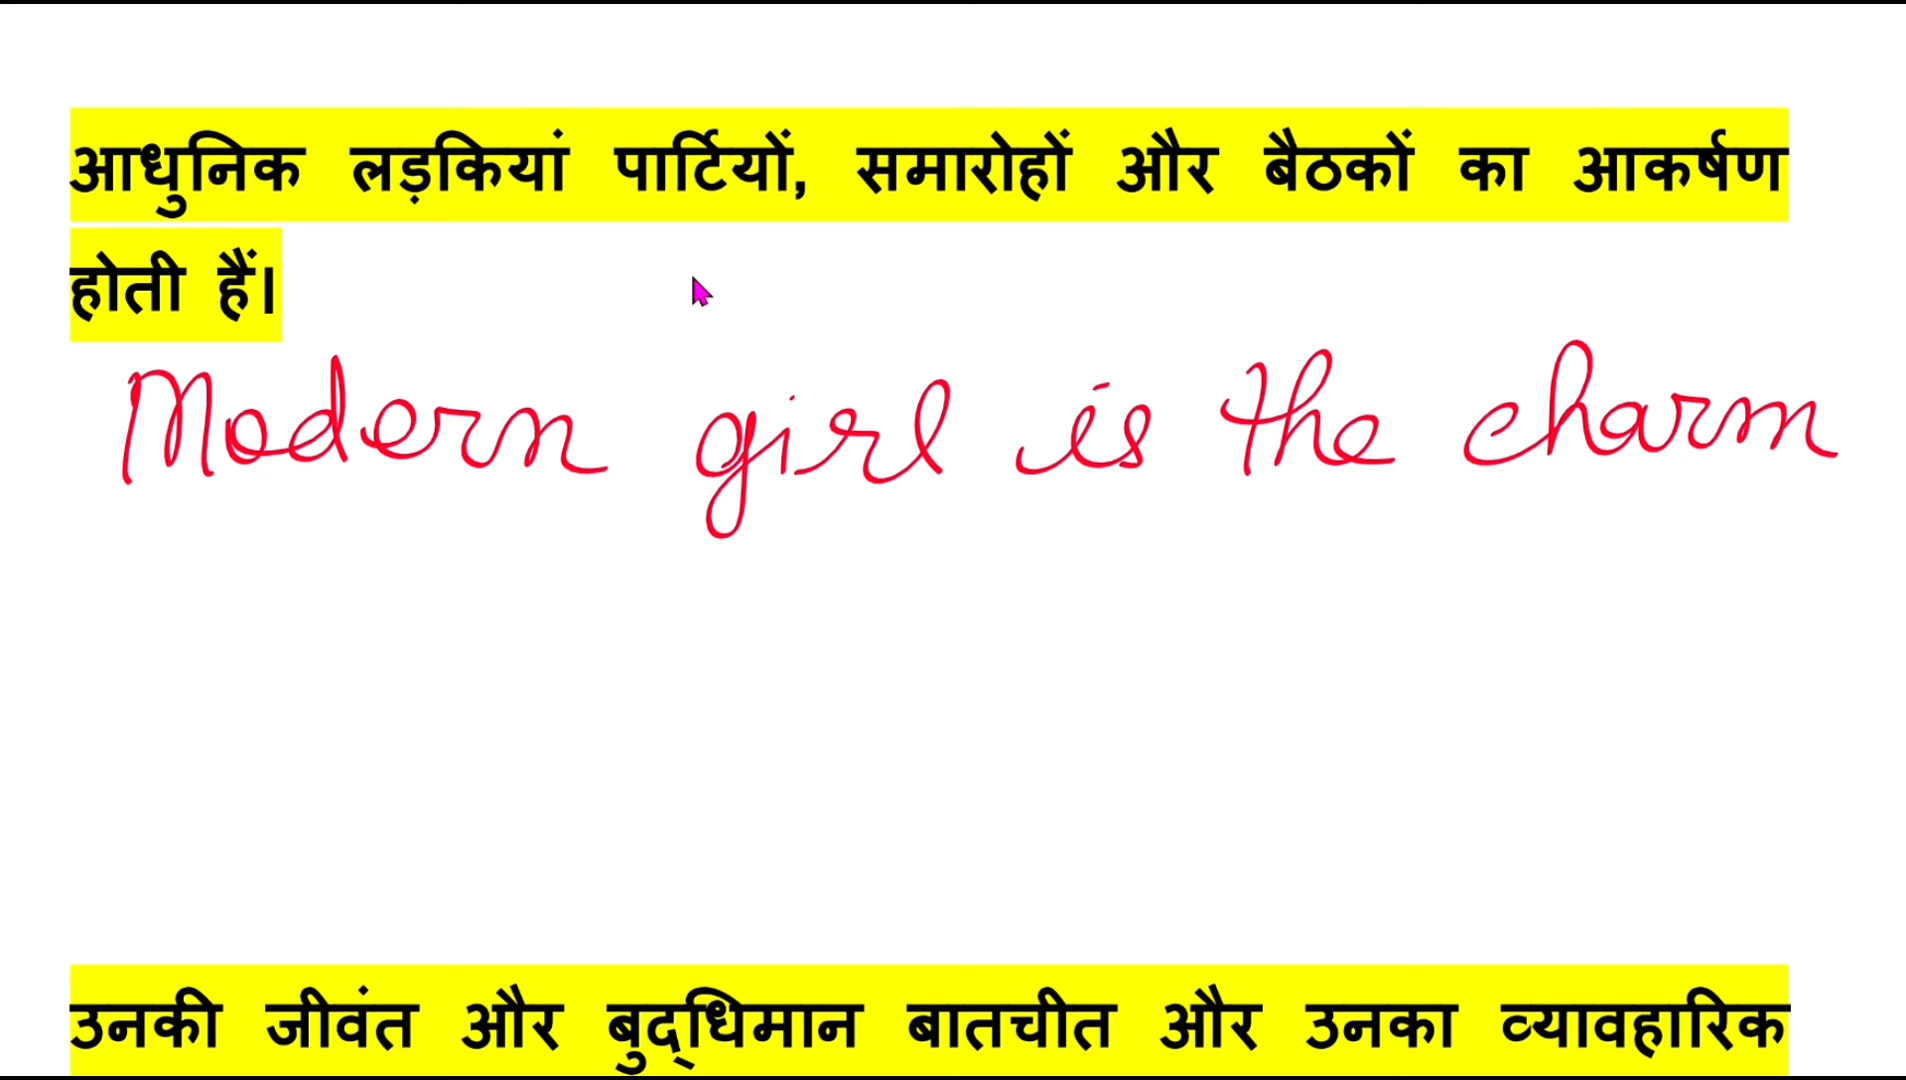 आधुनिक लड़कियां पार्टियों, समारोहों और बैठकों का आकर्षण
होती हैं।
Modern girl is the charm
उनकी जीवंत और बुद्धिमान बातचीत और उनका व्यावहारिक